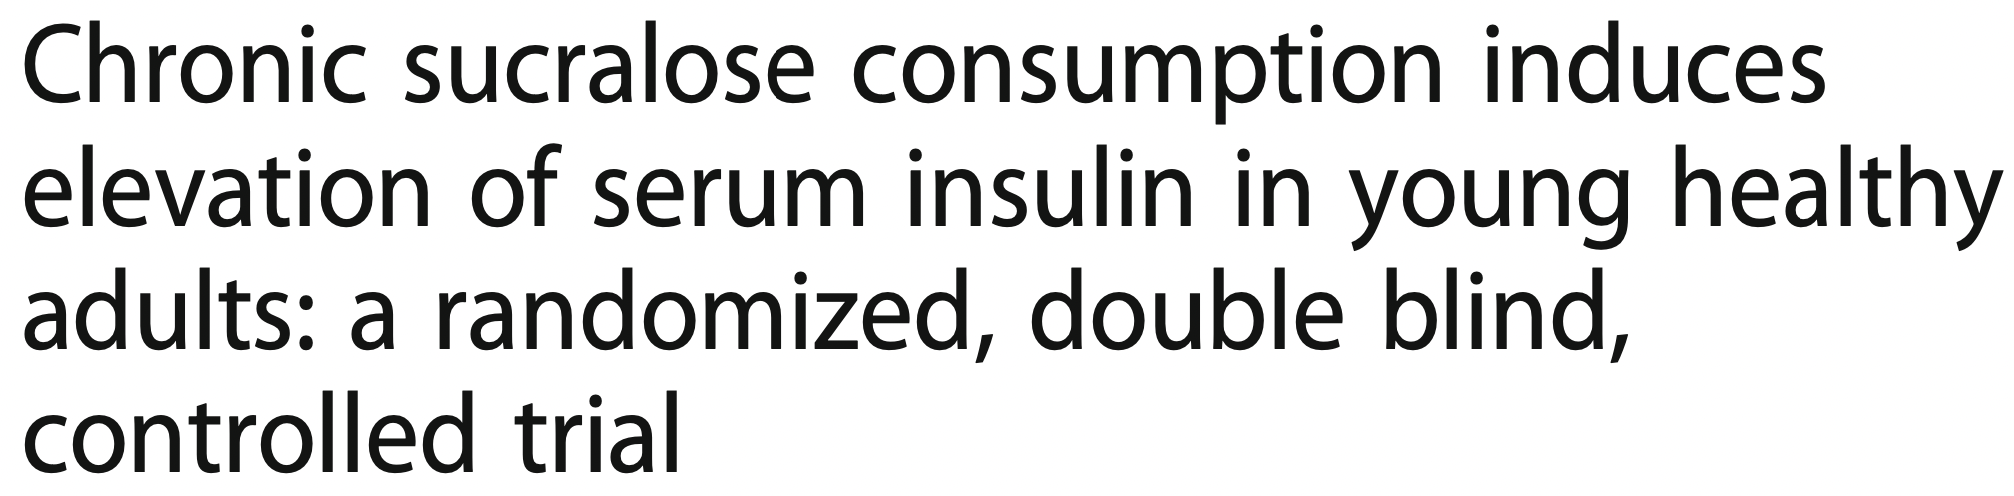 Chronic sucralose consumption induces
elevation of serum insulin in young healthy
adults: a randomized, double blind,
controlled trial